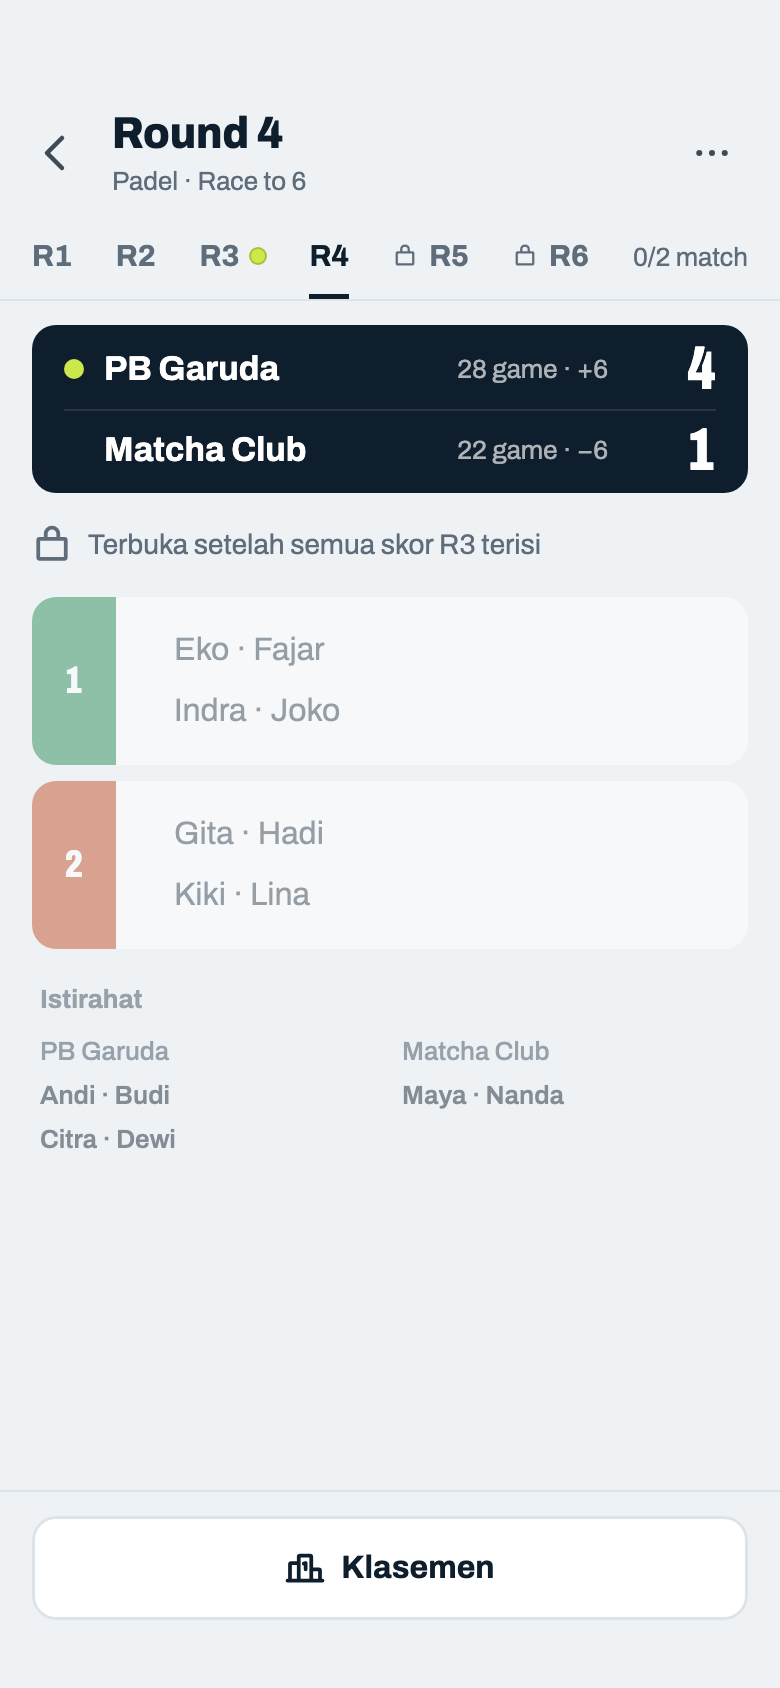 Round 4
Padel · Race to 6
R1 R2 R3 R4 R5 R6 0/2 match
PB Garuda 28 game · +6 4
Matcha Club 22 game · −6 1
Terbuka setelah semua skor R3 terisi
1
Eko · Fajar
Indra · Joko
2
Gita · Hadi
Kiki · Lina
Istirahat
PB Garuda
Andi · Budi
Citra · Dewi
Matcha Club
Maya · Nanda
Klasemen